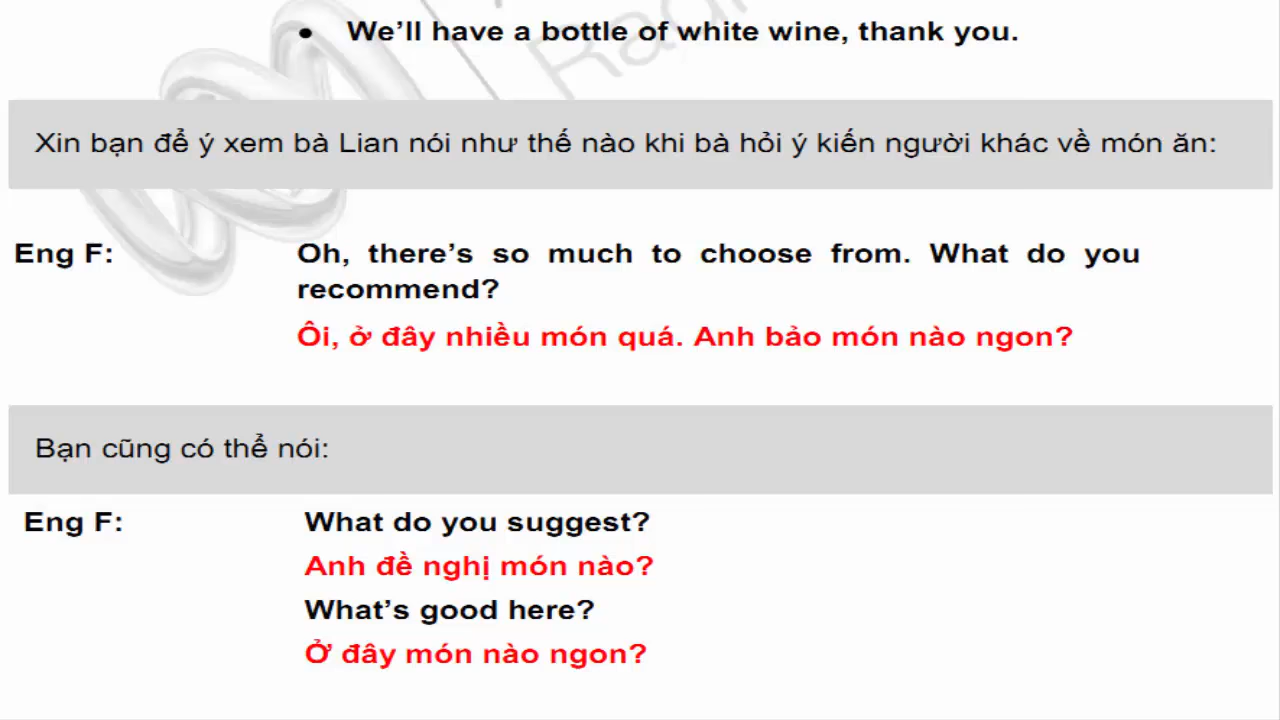 • We'll have a bottle of white wine, thank you.
Xin bạn để ý xem bà Lian nói như thế nào khi bà hỏi ý kiến người khác về món ăn:
Eng F: Oh, there's so much to choose from. What do you
recommend?
Ôi, ở đây nhiều món quá. Anh bảo món nào ngon?
Bạn cũng có thể nói:
Eng F: What do you suggest?
Anh đề nghị món nào?
What's good here?
Ở đây món nào ngon?